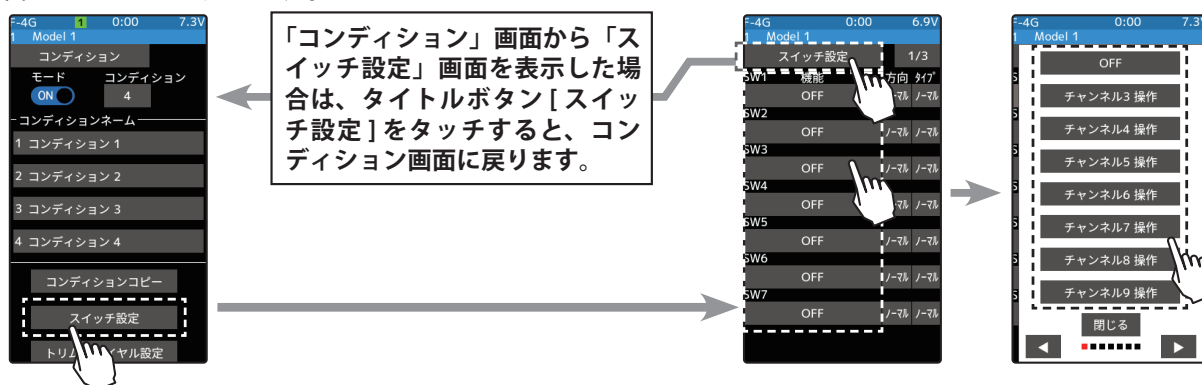 F-4G 1 0:00 7.3V
1 Model 1
コンディション
モード コンディション
ON 4
コンディションネーム
1 コンディション 1
2 コンディション 2
3 コンディション 3
4 コンディション 4
コンディションコピー
スイッチ設定
「コンディション」画面から「ス
イッチ設定」画面を表示した場
合は、タイトルボタン [ スイッ
チ設定 ] をタッチすると、コン
ディション画面に戻ります。
F-4G 0:00 6.9V
1 Model 1
スイッチ設定 1/3
SW1 機能 方向 ﾀｲﾌﾟ
OFF ﾉｰﾏﾙ
SW2
OFF ﾉｰﾏﾙ ﾉｰﾏﾙ
SW3
OFF ﾉｰﾏﾙ ﾉｰﾏﾙ
SW4
OFF ﾉｰﾏﾙ
SW5
OFF ﾉｰﾏﾙ ﾉｰﾏﾙ
SW6
OFF ﾉｰﾏﾙ ﾉｰﾏﾙ
SW7
OFF ﾉｰﾏﾙ ﾉｰﾏﾙ
F-4G 0:00 7.3V
1 Model 1
OFF
チャンネル3 操作
チャンネル4 操作
チャンネル5 操作
チャンネル6 操作
チャンネル7 操作
チャンネル8 操作
チャンネル9 操作
閉じる